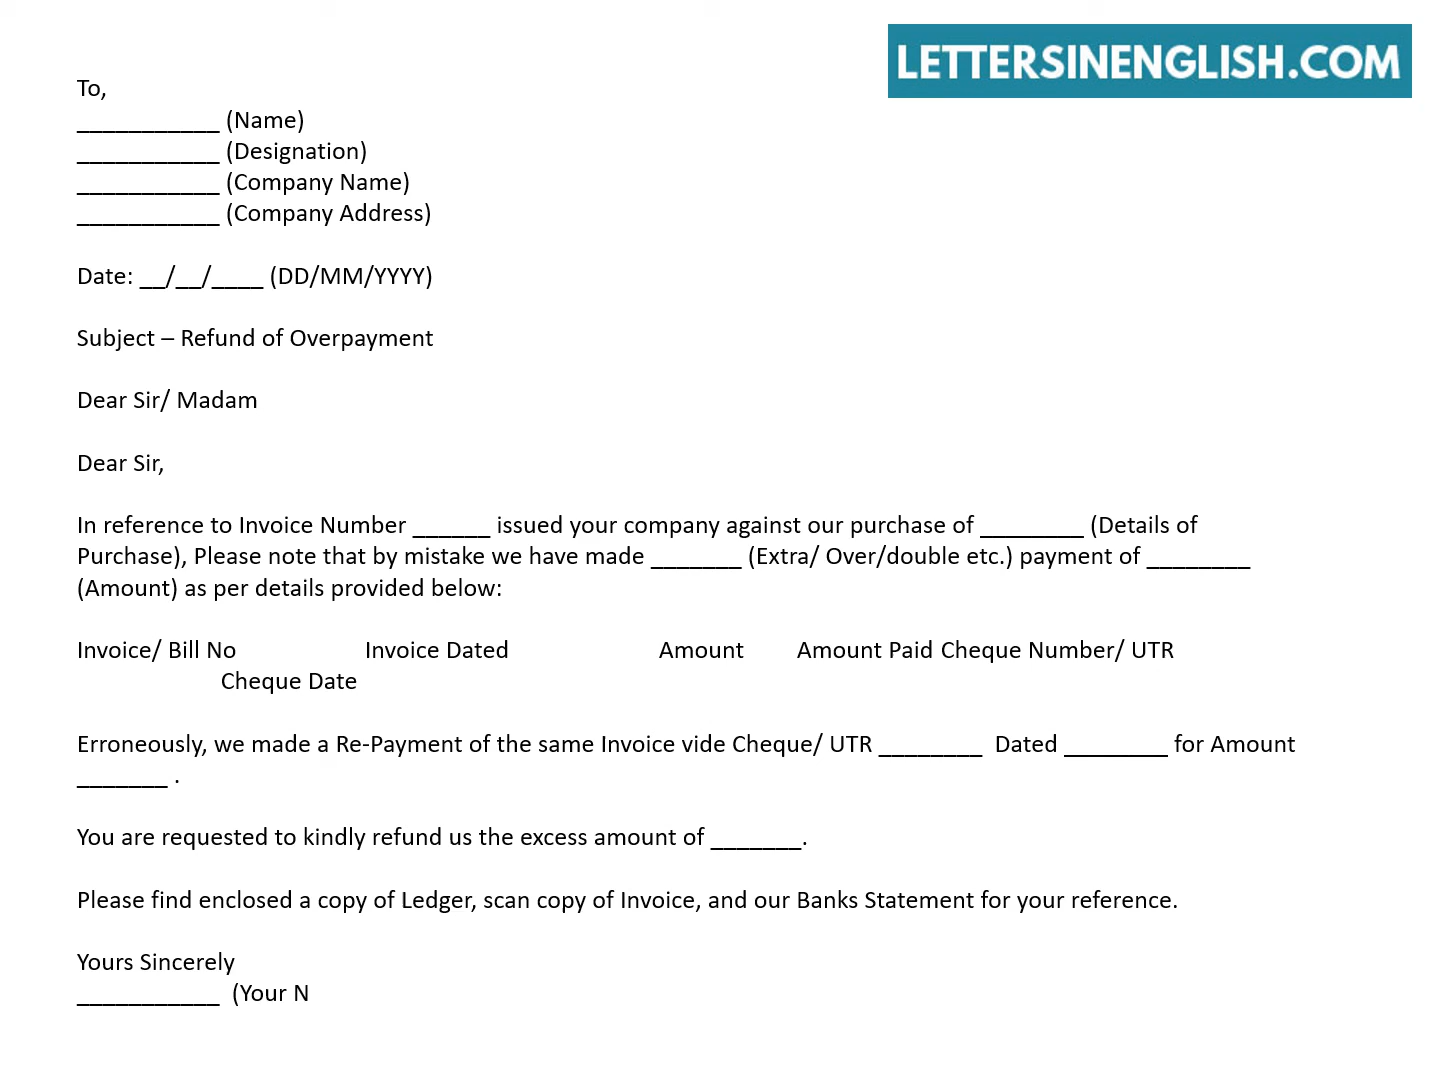 LETTERSINENGLISH.COM
To,
___________ (Name)
___________ (Designation)
___________ (Company Name)
___________ (Company Address)
Date: __/__/____ (DD/MM/YYYY)
Subject – Refund of Overpayment
Dear Sir/ Madam
Dear Sir,
In reference to Invoice Number ______ issued your company against our purchase of ________ (Details of
Purchase), Please note that by mistake we have made _______ (Extra/ Over/double etc.) payment of ________
(Amount) as per details provided below:
Invoice/ Bill No Invoice Dated Amount Amount Paid Cheque Number/ UTR
Cheque Date
Erroneously, we made a Re-Payment of the same Invoice vide Cheque/ UTR ________ Dated ________ for Amount
_______ .
You are requested to kindly refund us the excess amount of _______.
Please find enclosed a copy of Ledger, scan copy of Invoice, and our Banks Statement for your reference.
Yours Sincerely
___________ (Your N